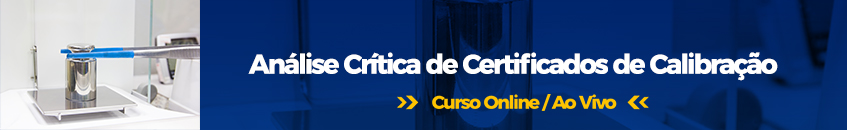 Análise Crítica de Certificados de Calibração
>> Curso Online / Ao Vivo <<